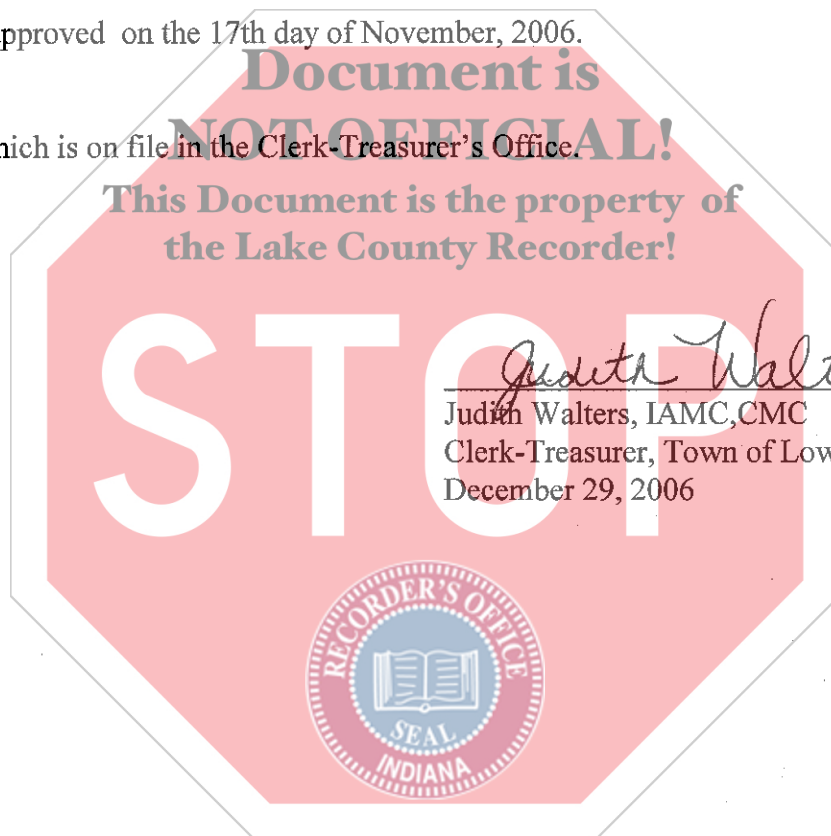 pproved on the 17th day of November, 2006.
Document is
NOT OFFICIAL!
hich is on file in the Clerk-Treasurer's Office.
This Document is the property of
the Lake County Recorder!
STOP
Judith Walt
Judith Walters, IAMC,CMC
Clerk-Treasurer, Town of Low
December 29, 2006
RECORDER'S OFFICE
SEAL
INDIANA